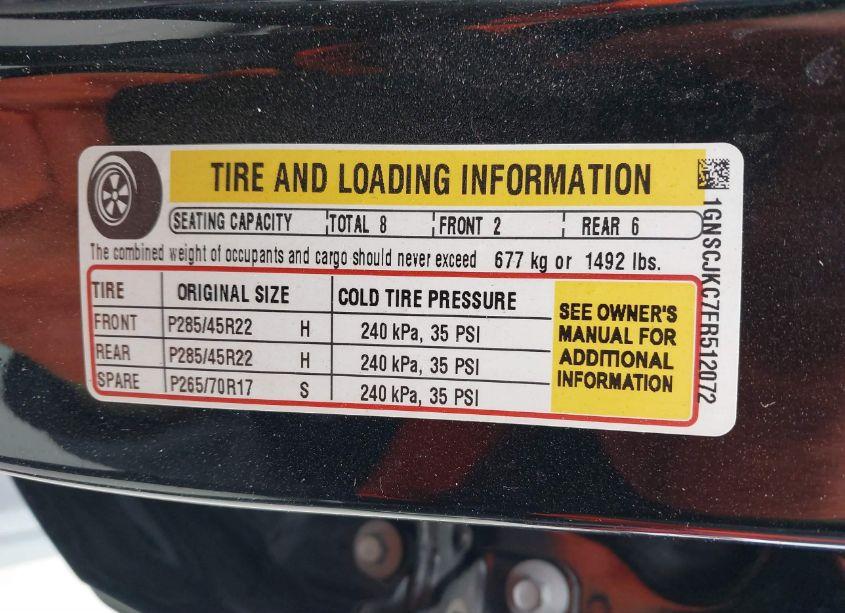 TIRE AND LOADING INFORMATION
SEATING CAPACITY TOTAL 8 FRONT 2 REAR 6
The combined weight of occupants and cargo should never exceed 677 kg or 1492 lbs.
TIRE ORIGINAL SIZE COLD TIRE PRESSURE
FRONT P285/45R22 H 240 kPa, 35 PSI
REAR P285/45R22 H 240 kPa, 35 PSI
SPARE P265/70R17 S 240 kPa, 35 PSI
SEE OWNER'S
MANUAL FOR
ADDITIONAL
INFORMATION
1GNSCJKC7FR512072